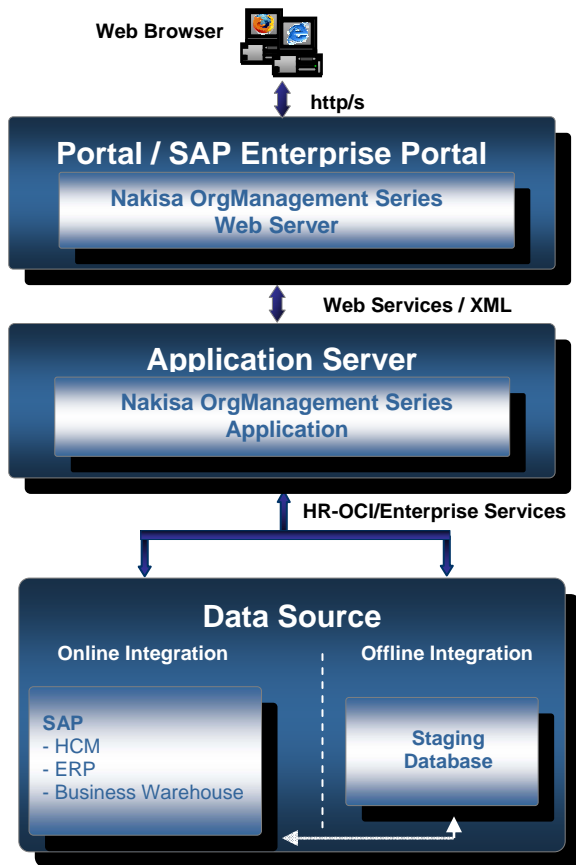 Web Browser
http/s
Portal / SAP Enterprise Portal
Nakisa OrgManagement Series
Web Server
Web Services / XML
Application Server
Nakisa OrgManagement Series
Application
HR-OCI/Enterprise Services
Data Source
Online Integration
Offline Integration
SAP
- HCM
- ERP
- Business Warehouse
Staging
Database